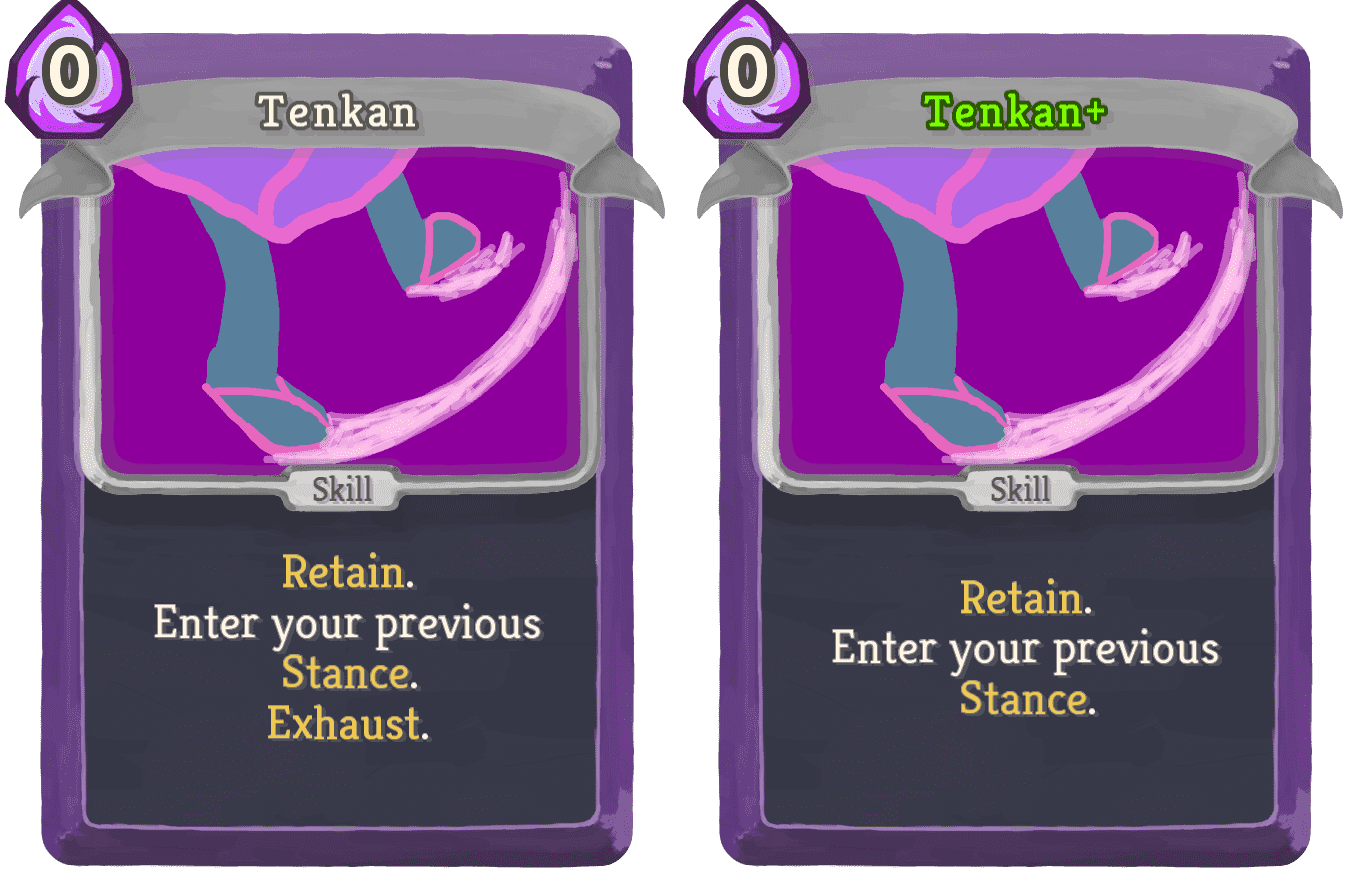 0
Tenkan
Skill
Retain.
Enter your previous
Stance.
Exhaust.
0
Tenkan+
Skill
Retain.
Enter your previous
Stance.